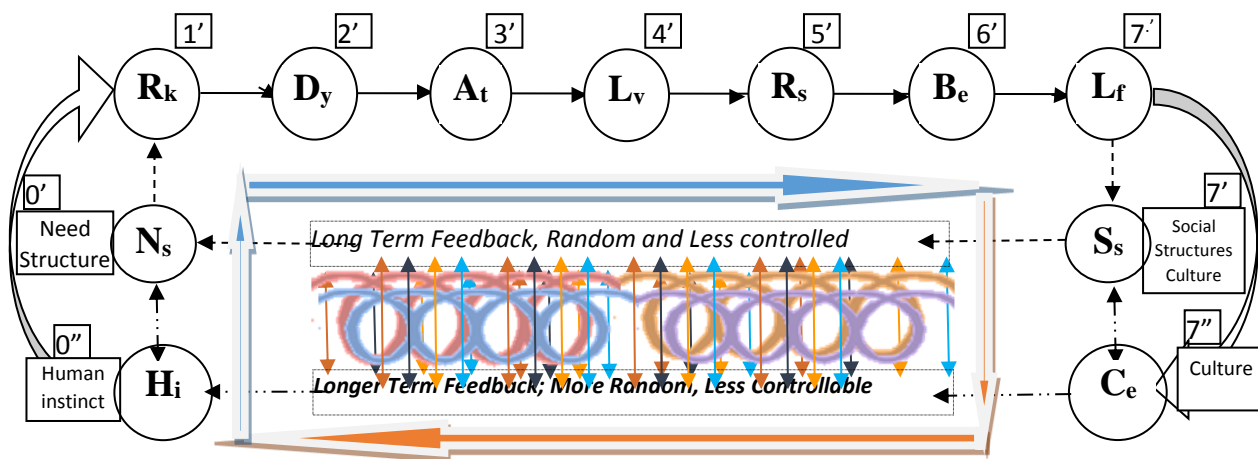 1’ 2’ 3’ 4’ 5’ 6’ 7’
Rk Dy At Lv Rs Be Lf
0’ 7’
Need
Structure
Ns
Long Term Feedback, Random and Less controlled
Ss
Social
Structures
Culture
0” 7”
Human
instinct
Hi
Longer Term Feedback; More Random, Less Controllable
Ce
Culture